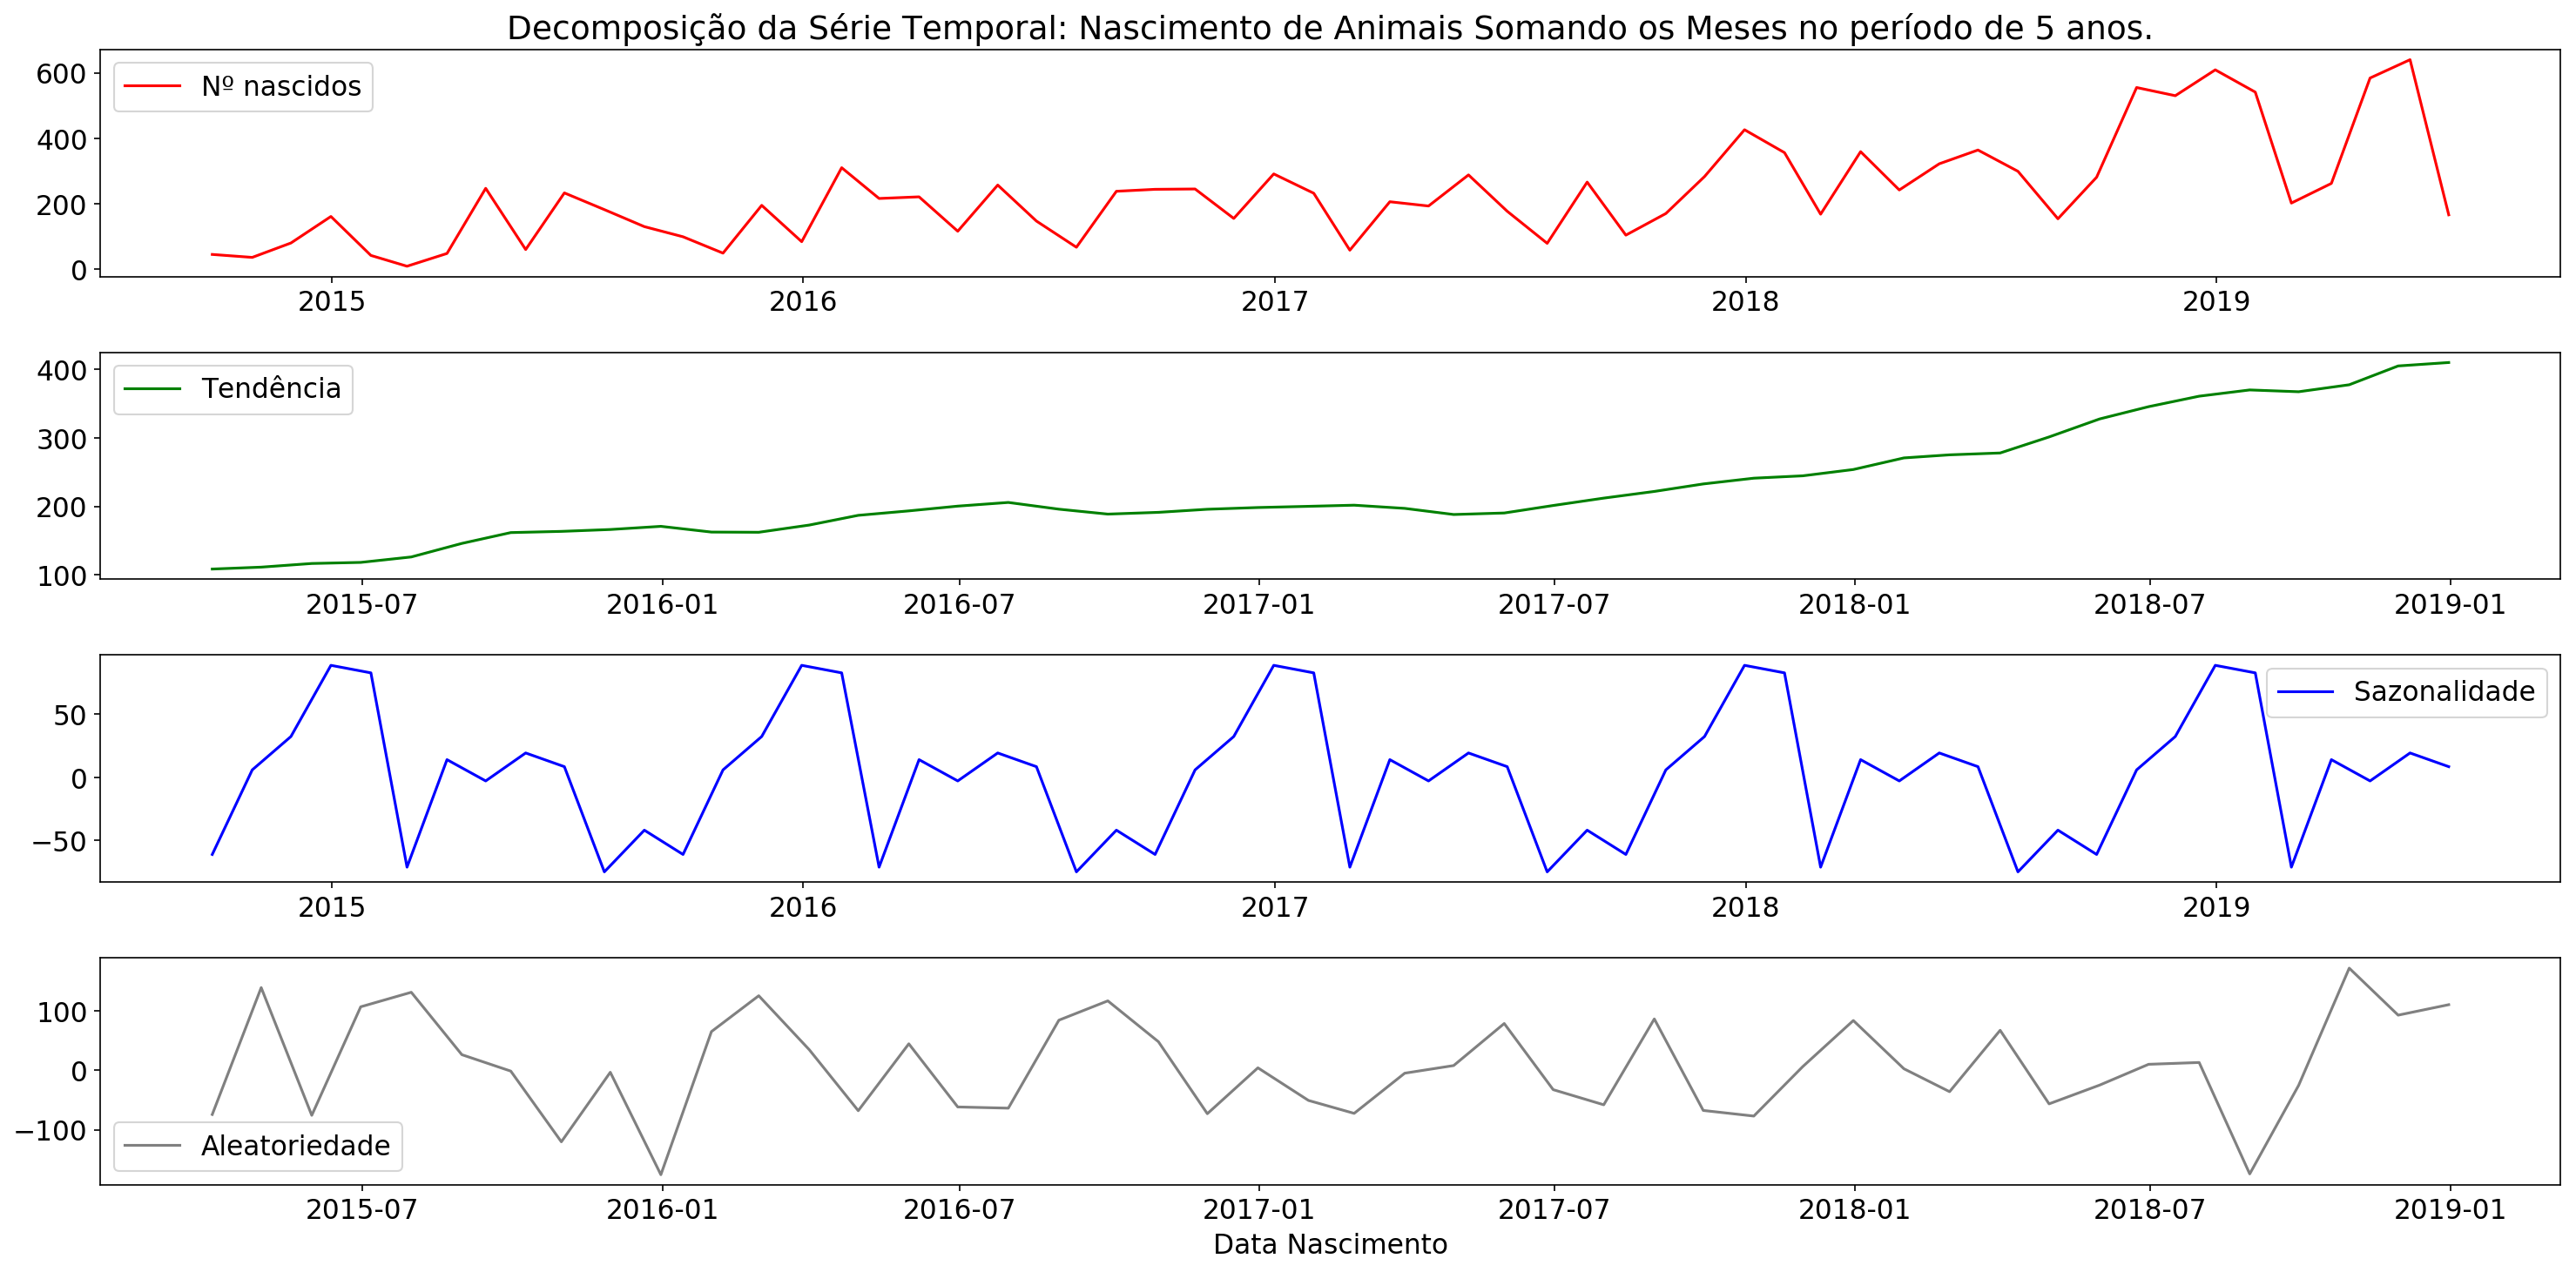 Decomposição da Série Temporal: Nascimento de Animais Somando os Meses no período de 5 anos.
600
400
200
0
Nº nascidos
2015 2016 2017 2018 2019
400
300
200
100
Tendência
2015-07 2016-01 2016-07 2017-01 2017-07 2018-01 2018-07 2019-01
50
0
−50
Sazonalidade
2015 2016 2017 2018 2019
100
0
−100
Aleatoriedade
2015-07 2016-01 2016-07 2017-01 2017-07 2018-01 2018-07 2019-01
Data Nascimento